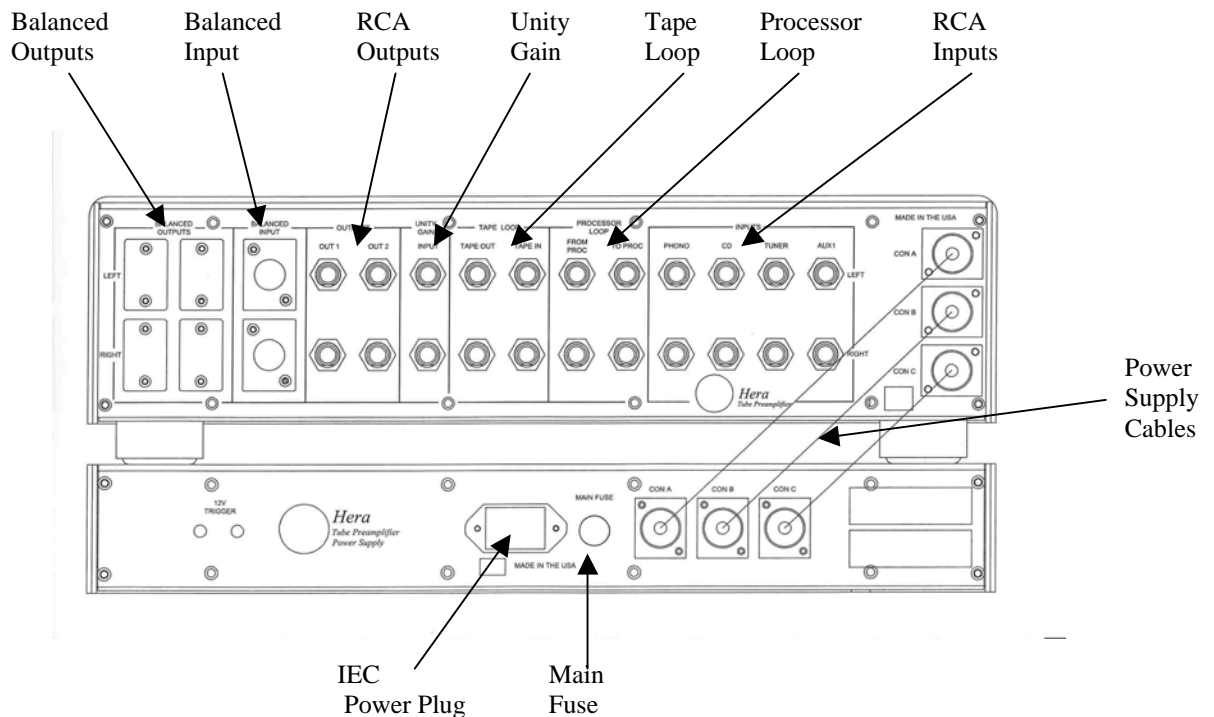 Balanced Outputs
Balanced Input
RCA Outputs
Unity Gain
Tape Loop
Processor Loop
RCA Inputs
BALANCED OUTPUTS
BALANCED INPUT
UNITY GAIN
TAPE LOOP
PROCESSOR LOOP
INPUTS
MADE IN THE USA
OUT 1
OUT 2
INPUT
TAPE OUT
TAPE IN
FROM PROC
TO PROC
PHONO
CD
TUNER
AUX1
CON A
LEFT
LEFT
CON B
RIGHT
RIGHT
CON C
Hera
Tube Preamplifier
Power
Supply
Cables
12V
TRIGGER
Hera
Tube Preamplifier
Power Supply
MAIN FUSE
CON A
CON B
CON C
MADE IN THE USA
IEC
Power Plug
Main
Fuse